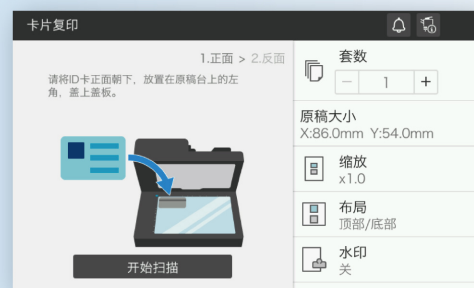 卡片复印
1.正面 > 2.反面
请将ID卡正面朝下，放置在原稿台上的左
角，盖上盖板。
开始扫描
套数
− 1 +
原稿大小
X:86.0mm Y:54.0mm
缩放
x1.0
布局
顶部/底部
水印
关